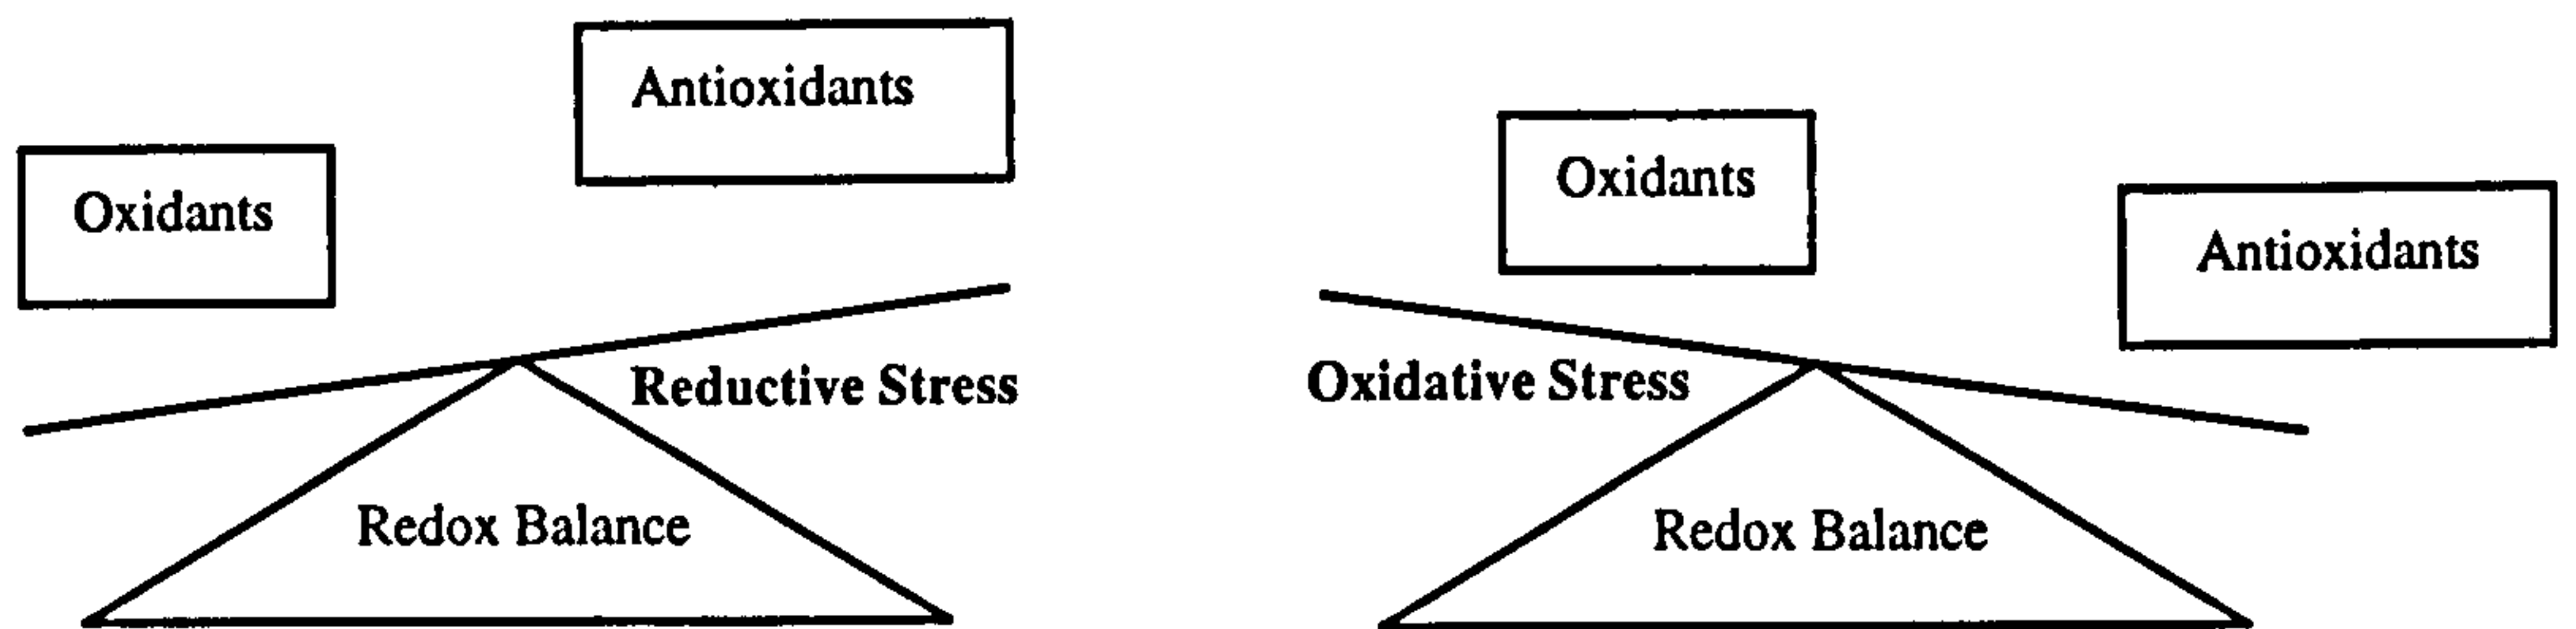 Antioxidants
Oxidants
Reductive Stress
Redox Balance
Oxidants
Antioxidants
Oxidative Stress
Redox Balance